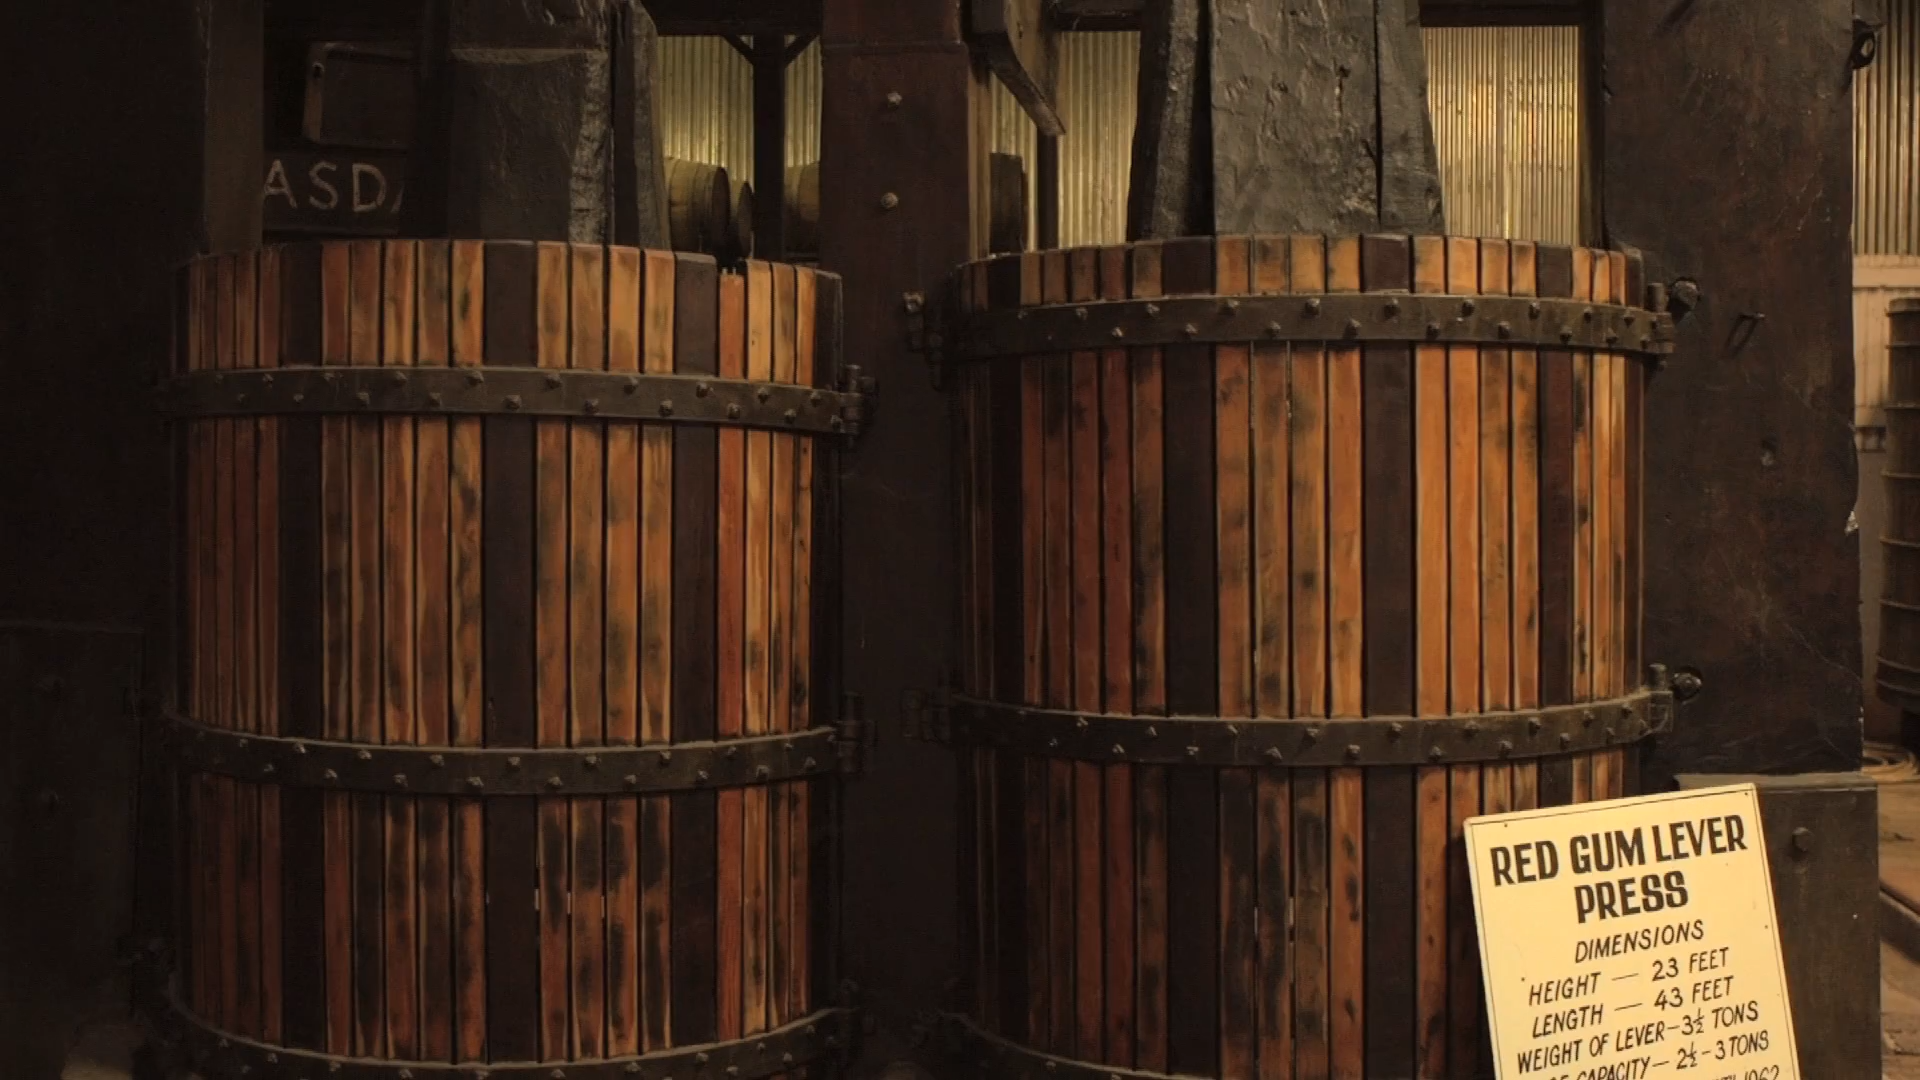 ASD
RED GUM LEVER
PRESS
DIMENSIONS
HEIGHT — 23 FEET
LENGTH — 43 FEET
WEIGHT OF LEVER — 3½ TONS
CAPACITY — 2½ - 3 TONS
1962